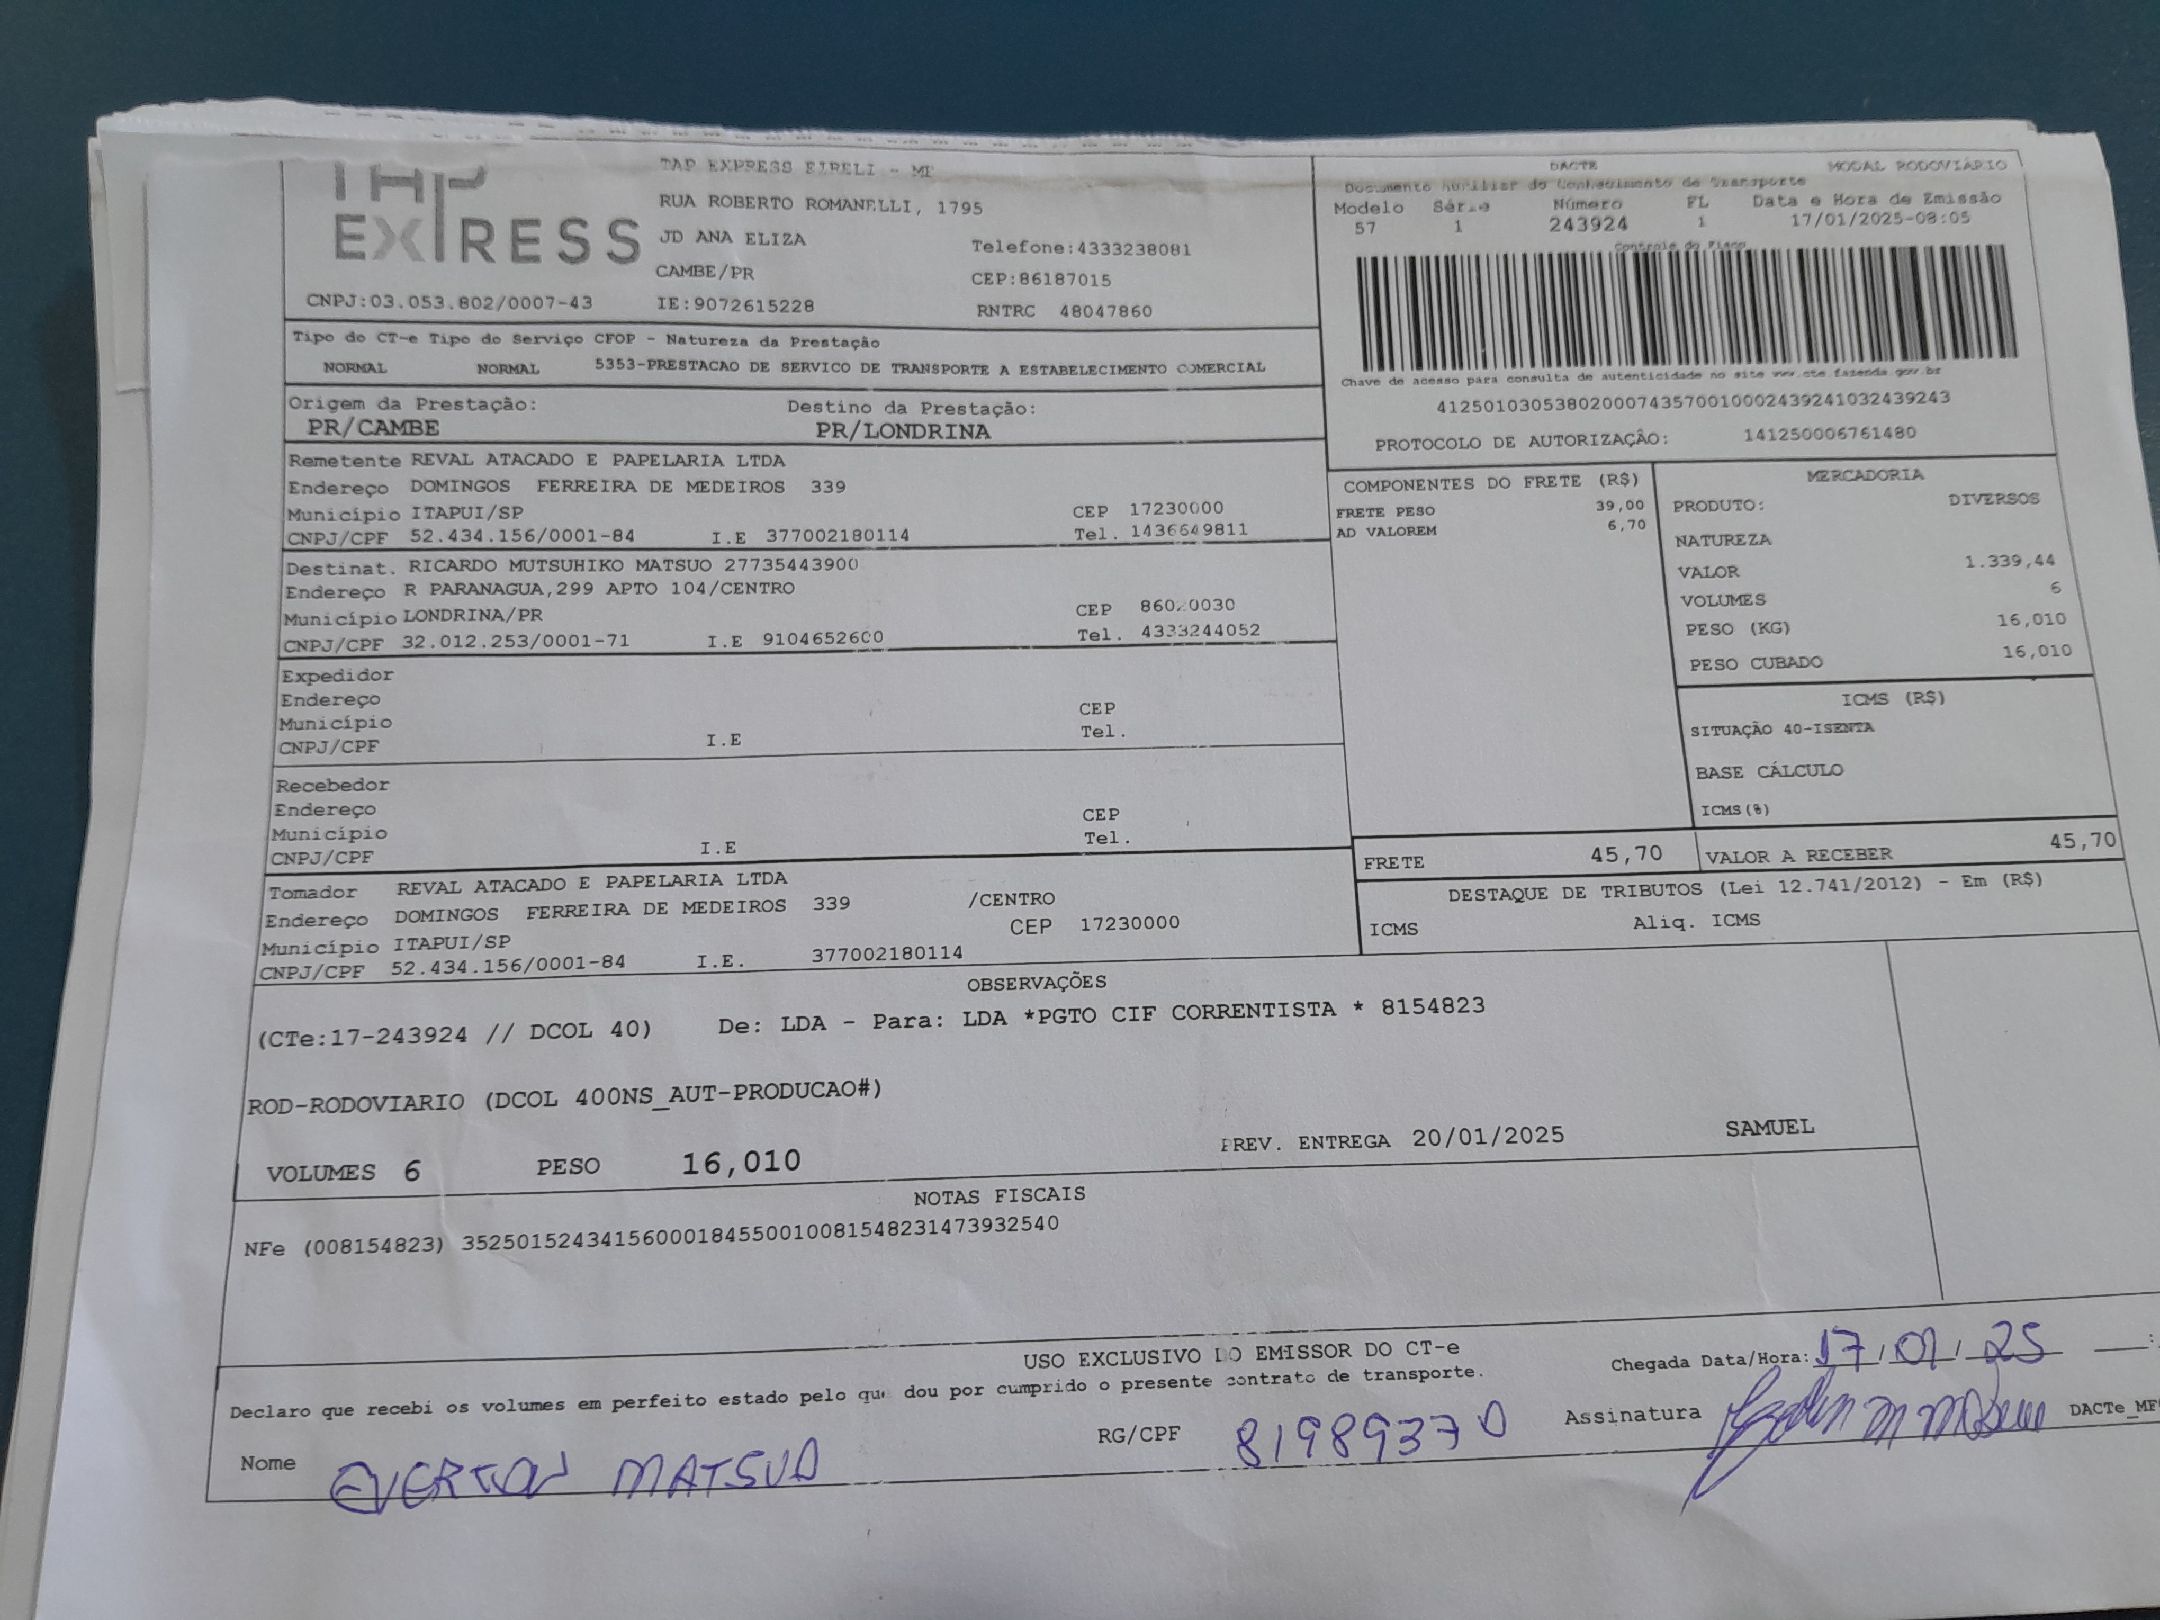 TAP EXPRESS
TAP EXPRESS EIRELI - ME
RUA ROBERTO ROMANELLI, 1795
JD ANA ELIZA
Telefone:4333238081
CAMBE/PR
CEP:86187015
CNPJ:03.053.802/0007-43
IE:9072615228
RNTRC 48047860
DACTE
MODAL RODOVIÁRIO
Documento Auxiliar do Conhecimento de Transporte
Modelo Série Número FL Data e Hora de Emissão
57 1 243924 1 17/01/2025-08:05
Controle do Fisco
Chave de acesso para consulta de autenticidade no site www.cte.fazenda.gov.br
41250103053802000743570010002439241032439243
PROTOCOLO DE AUTORIZAÇÃO: 141250006761480
Tipo do CT-e Tipo do Serviço CFOP - Natureza da Prestação
NORMAL NORMAL 5353-PRESTACAO DE SERVICO DE TRANSPORTE A ESTABELECIMENTO COMERCIAL
Origem da Prestação: Destino da Prestação:
PR/CAMBE PR/LONDRINA
Remetente REVAL ATACADO E PAPELARIA LTDA
Endereço DOMINGOS FERREIRA DE MEDEIROS 339
Município ITAPUI/SP CEP 17230000
CNPJ/CPF 52.434.156/0001-84 I.E 377002180114 Tel. 1436649811
Destinat. RICARDO MUTSUHIKO MATSUO 27735443900
Endereço R PARANAGUA,299 APTO 104/CENTRO
Município LONDRINA/PR CEP
CNPJ/CPF 32.012.253/0001-71 I.E 9104652600 Tel. 4333244052
Expedidor
Endereço
Município CEP
CNPJ/CPF I.E Tel.
Recebedor
Endereço
Município CEP
CNPJ/CPF I.E Tel.
Tomador REVAL ATACADO E PAPELARIA LTDA
Endereço DOMINGOS FERREIRA DE MEDEIROS 339 /CENTRO
Município ITAPUI/SP CEP 17230000
CNPJ/CPF 52.434.156/0001-84 I.E. 377002180114
COMPONENTES DO FRETE (R$)
FRETE PESO 39,00
AD VALOREM 6,70
MERCADORIA
PRODUTO: DIVERSOS
NATUREZA
VALOR 1.339,44
VOLUMES 6
PESO (KG) 16,010
PESO CUBADO 16,010
ICMS (R$)
SITUAÇÃO 40-ISENTA
BASE CÁLCULO
ICMS(%)
FRETE 45,70 VALOR A RECEBER 45,70
DESTAQUE DE TRIBUTOS (Lei 12.741/2012) - Em (R$)
ICMS Aliq. ICMS
OBSERVAÇÕES
(CTe:17-243924 // DCOL 40) De: LDA - Para: LDA *PGTO CIF CORRENTISTA * 8154823
ROD-RODOVIARIO (DCOL 400NS_AUT-PRODUCAO#)
VOLUMES 6 PESO 16,010 PREV. ENTREGA 20/01/2025 SAMUEL
NOTAS FISCAIS
NFe (008154823) 35250152434156000184550010081548231473932540
USO EXCLUSIVO DO EMISSOR DO CT-e
Declaro que recebi os volumes em perfeito estado pelo que dou por cumprido o presente contrato de transporte.
Chegada Data/Hora: 17/01/25 :
Nome EVERTON MATSUO RG/CPF 81989370 Assinatura
DACTe_MF